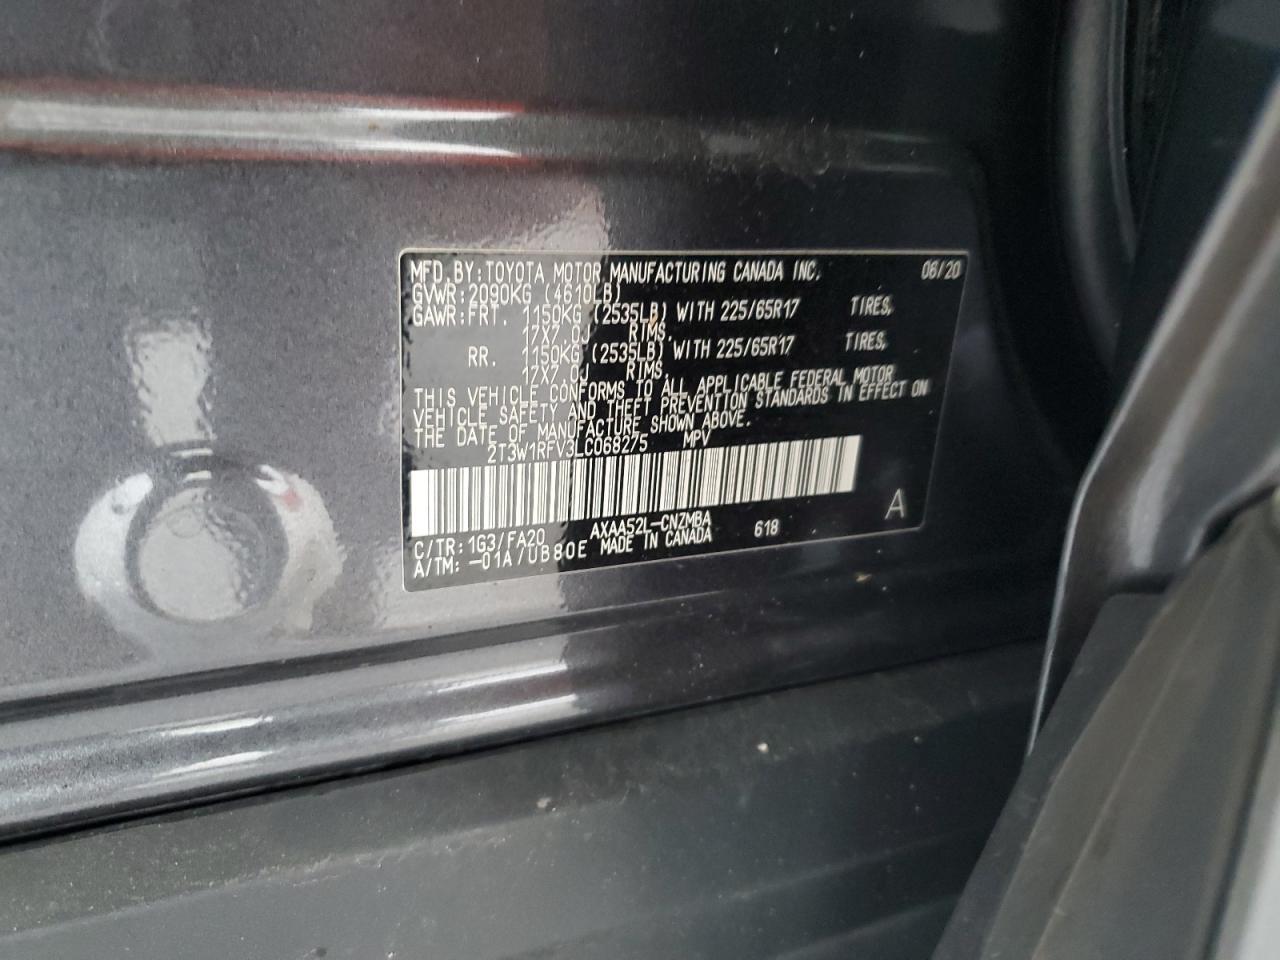 MFD.BY:TOYOTA MOTOR MANUFACTURING CANADA INC. 06/20
GVWR:2090KG (4610LB)
GAWR:FRT. 1150KG (2535LB) WITH 225/65R17 TIRES,
17X7.0J RIMS.
RR. 1150KG (2535LB) WITH 225/65R17 TIRES,
17X7.0J RIMS.
THIS VEHICLE CONFORMS TO ALL APPLICABLE FEDERAL MOTOR
VEHICLE SAFETY AND THEFT PREVENTION STANDARDS IN EFFECT ON
THE DATE OF MANUFACTURE SHOWN ABOVE.
2T3W1RFV3LC068275 MPV
A
C/TR:1G3/FA20 AXAA52L-CNZMBA 618
A/TM:-01A/UB80E MADE IN CANADA